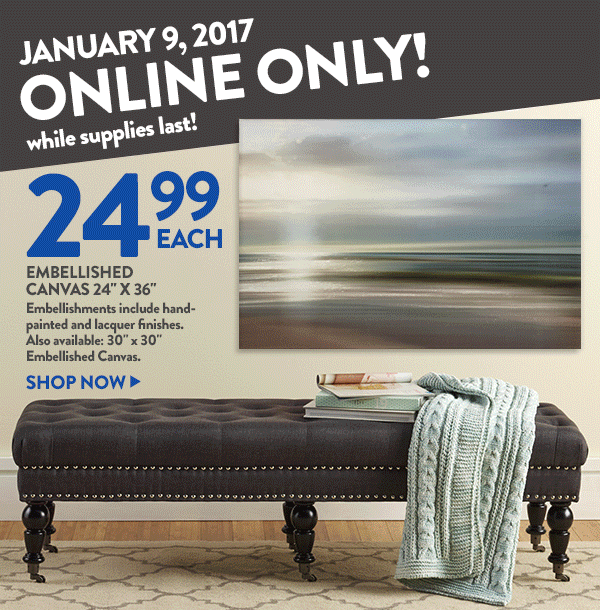 JANUARY 9, 2017
ONLINE ONLY!
while supplies last!
24 99
EACH
EMBELLISHED
CANVAS 24" X 36"
Embellishments include hand-
painted and lacquer finishes.
Also available: 30" x 30"
Embellished Canvas.
SHOP NOW